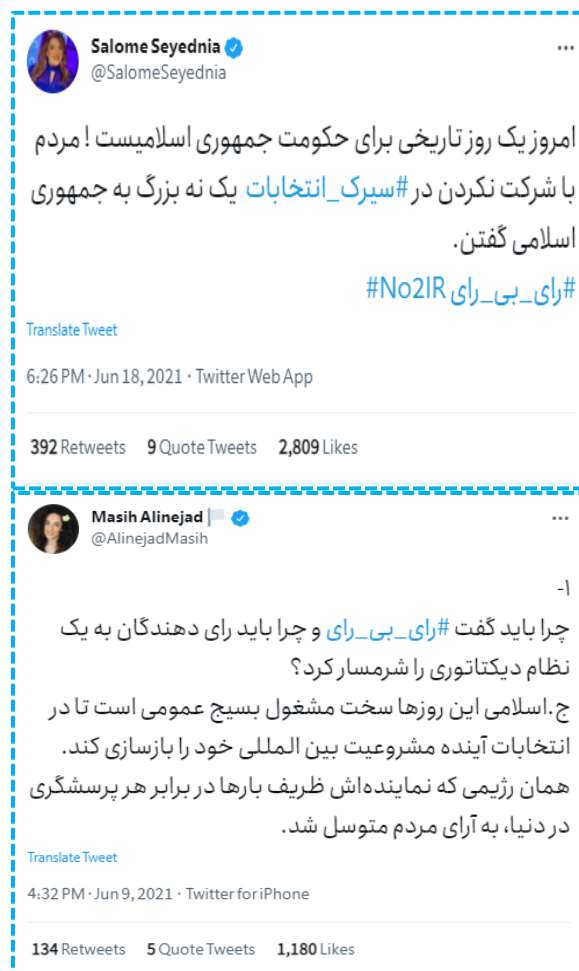 Salome Seyednia
@SalomeSeyednia
امروز یک روز تاریخی برای حکومت جمهوری اسلامیست ! مردم
با شرکت نکردن در #سیرک_انتخابات یک نه بزرگ به جمهوری
اسلامی گفتن.
#رای_بی_رای #No2IR
Translate Tweet
6:26 PM · Jun 18, 2021 · Twitter Web App
392 Retweets 9 Quote Tweets 2,809 Likes
Masih Alinejad
@AlinejadMasih
۱-
چرا باید گفت #رای_بی_رای و چرا باید رای دهندگان به یک
نظام دیکتاتوری را شرمسار کرد؟
ج.اسلامی این روزها سخت مشغول بسیج عمومی است تا در
انتخابات آینده مشروعیت بین المللی خود را بازسازی کند.
همان رژیمی که نماینده‌اش ظریف بارها در برابر هر پرسشگری
در دنیا، به آرای مردم متوسل شد.
Translate Tweet
4:32 PM · Jun 9, 2021 · Twitter for iPhone
134 Retweets 5 Quote Tweets 1,180 Likes